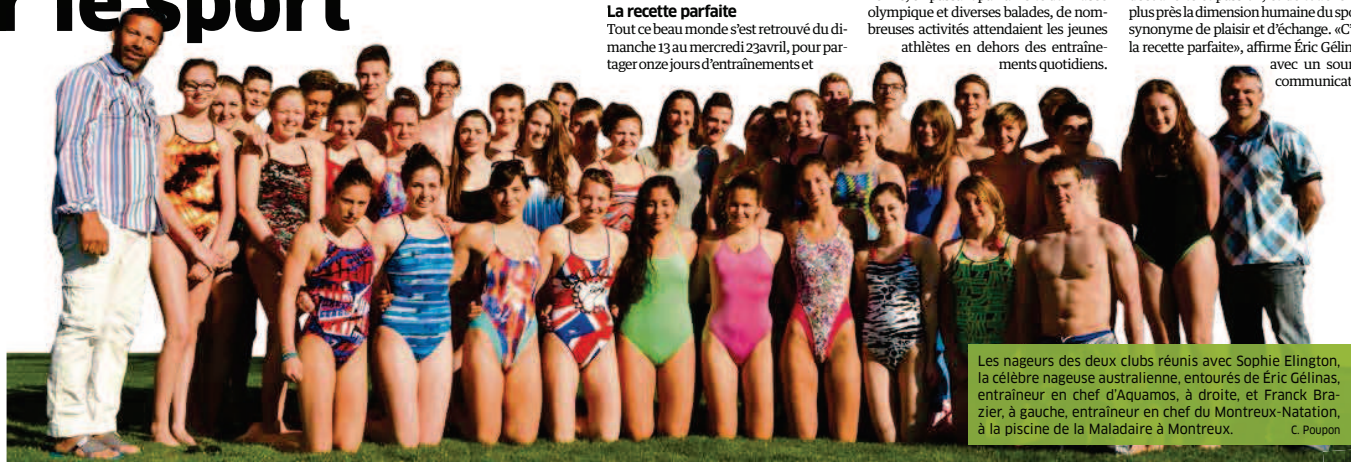 r le sport
La recette parfaite
Tout ce beau monde s'est retrouvé du di-
manche 13 au mercredi 23 avril, pour par-
tager onze jours d'entraînements et
olympique et diverses balades, de nom-
breuses activités attendaient les jeunes
athlètes en dehors des entraîne-
ments quotidiens.
plus près la dimension humaine du spo
synonyme de plaisir et d'échange. «C'
la recette parfaite», affirme Éric Gélin
avec un sour
communicat
Les nageurs des deux clubs réunis avec Sophie Elington,
la célèbre nageuse australienne, entourés de Éric Gélinas,
entraîneur en chef d'Aquamos, à droite, et Franck Bra-
zier, à gauche, entraîneur en chef du Montreux-Natation,
à la piscine de la Maladaire à Montreux. C. Poupon